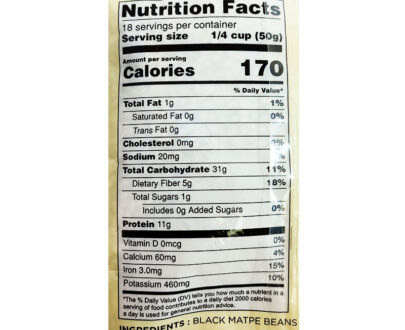 Nutrition Facts
18 servings per container
Serving size 1/4 cup (50g)
Amount per serving
Calories 170
% Daily Value*
Total Fat 1g 1%
Saturated Fat 0g 0%
Trans Fat 0g
Cholesterol 0mg 0%
Sodium 20mg %
Total Carbohydrate 31g 11%
Dietary Fiber 5g 18%
Total Sugars 1g
Includes 0g Added Sugars 0%
Protein 11g
Vitamin D 0mcg 0%
Calcium 60mg 4%
Iron 3.0mg 15%
Potassium 460mg 10%
*The % Daily Value (DV) tells you how much a nutrient in a
serving of food contributes to a daily diet 2000 calories
a day is used for general nutrition advice.
INGREDIENTS : BLACK MATPE BEANS